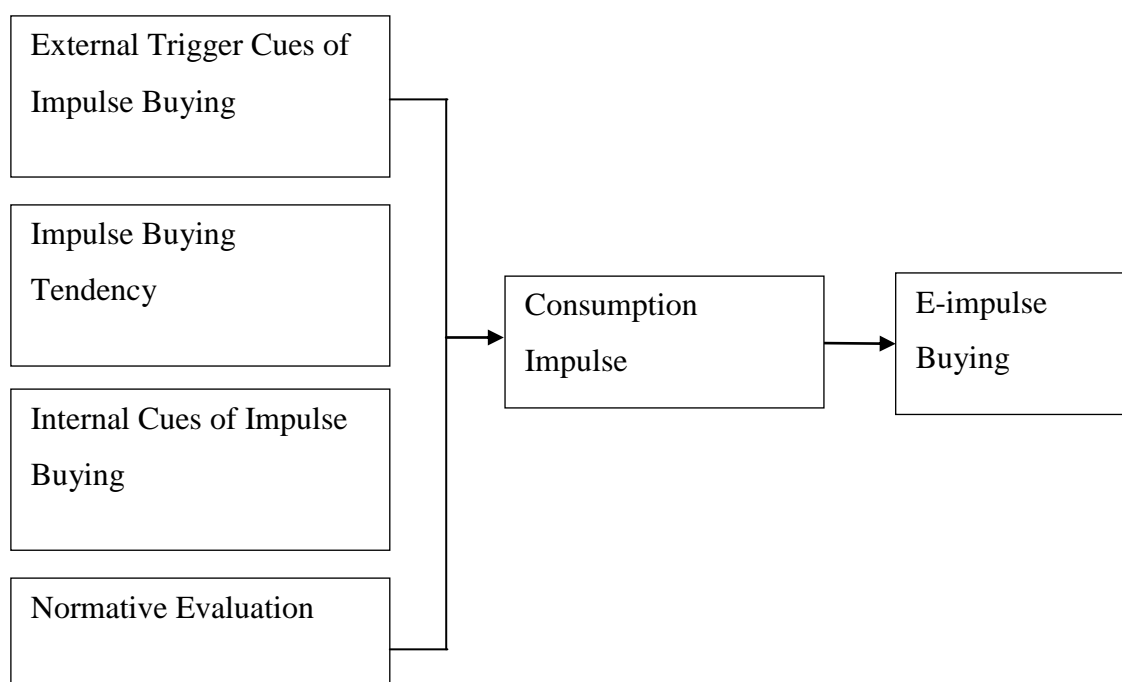 External Trigger Cues of
Impulse Buying
Impulse Buying
Tendency
Internal Cues of Impulse
Buying
Normative Evaluation
Consumption
Impulse
E-impulse
Buying